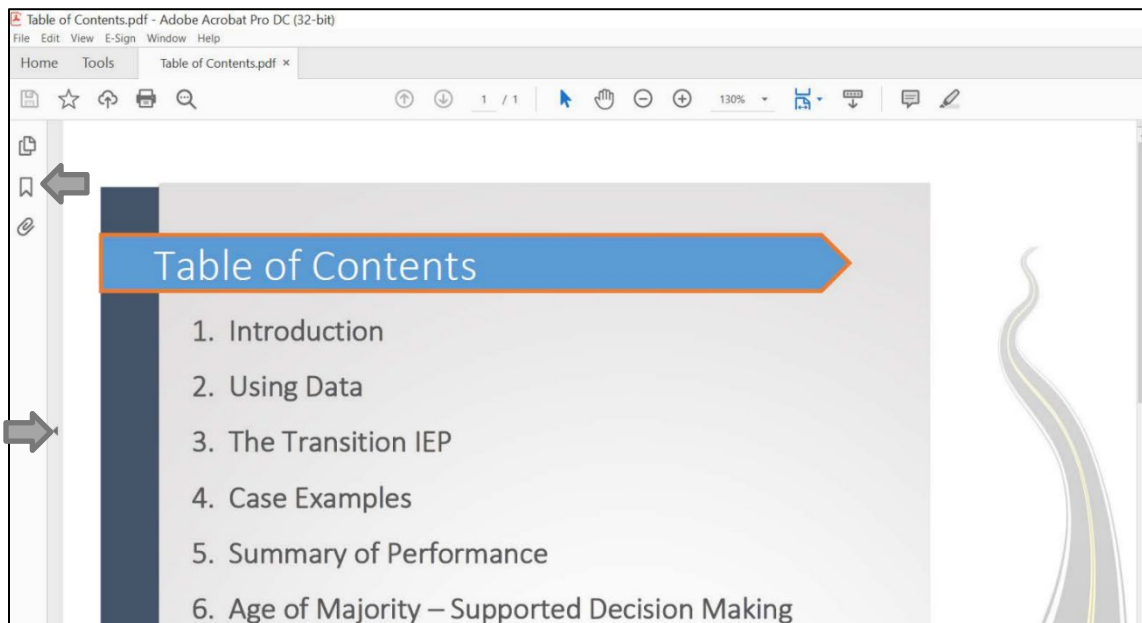 Table of Contents.pdf - Adobe Acrobat Pro DC (32-bit)
File Edit View E-Sign Window Help
Home Tools Table of Contents.pdf ×
1 / 1 130%
Table of Contents
1. Introduction
2. Using Data
3. The Transition IEP
4. Case Examples
5. Summary of Performance
6. Age of Majority – Supported Decision Making